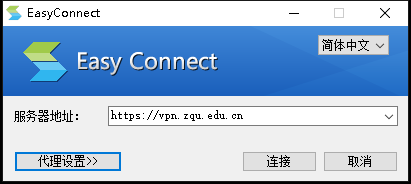 EasyConnect
简体中文
Easy Connect
服务器地址：
https://vpn.zqu.edu.cn
代理设置>>
连接
取消